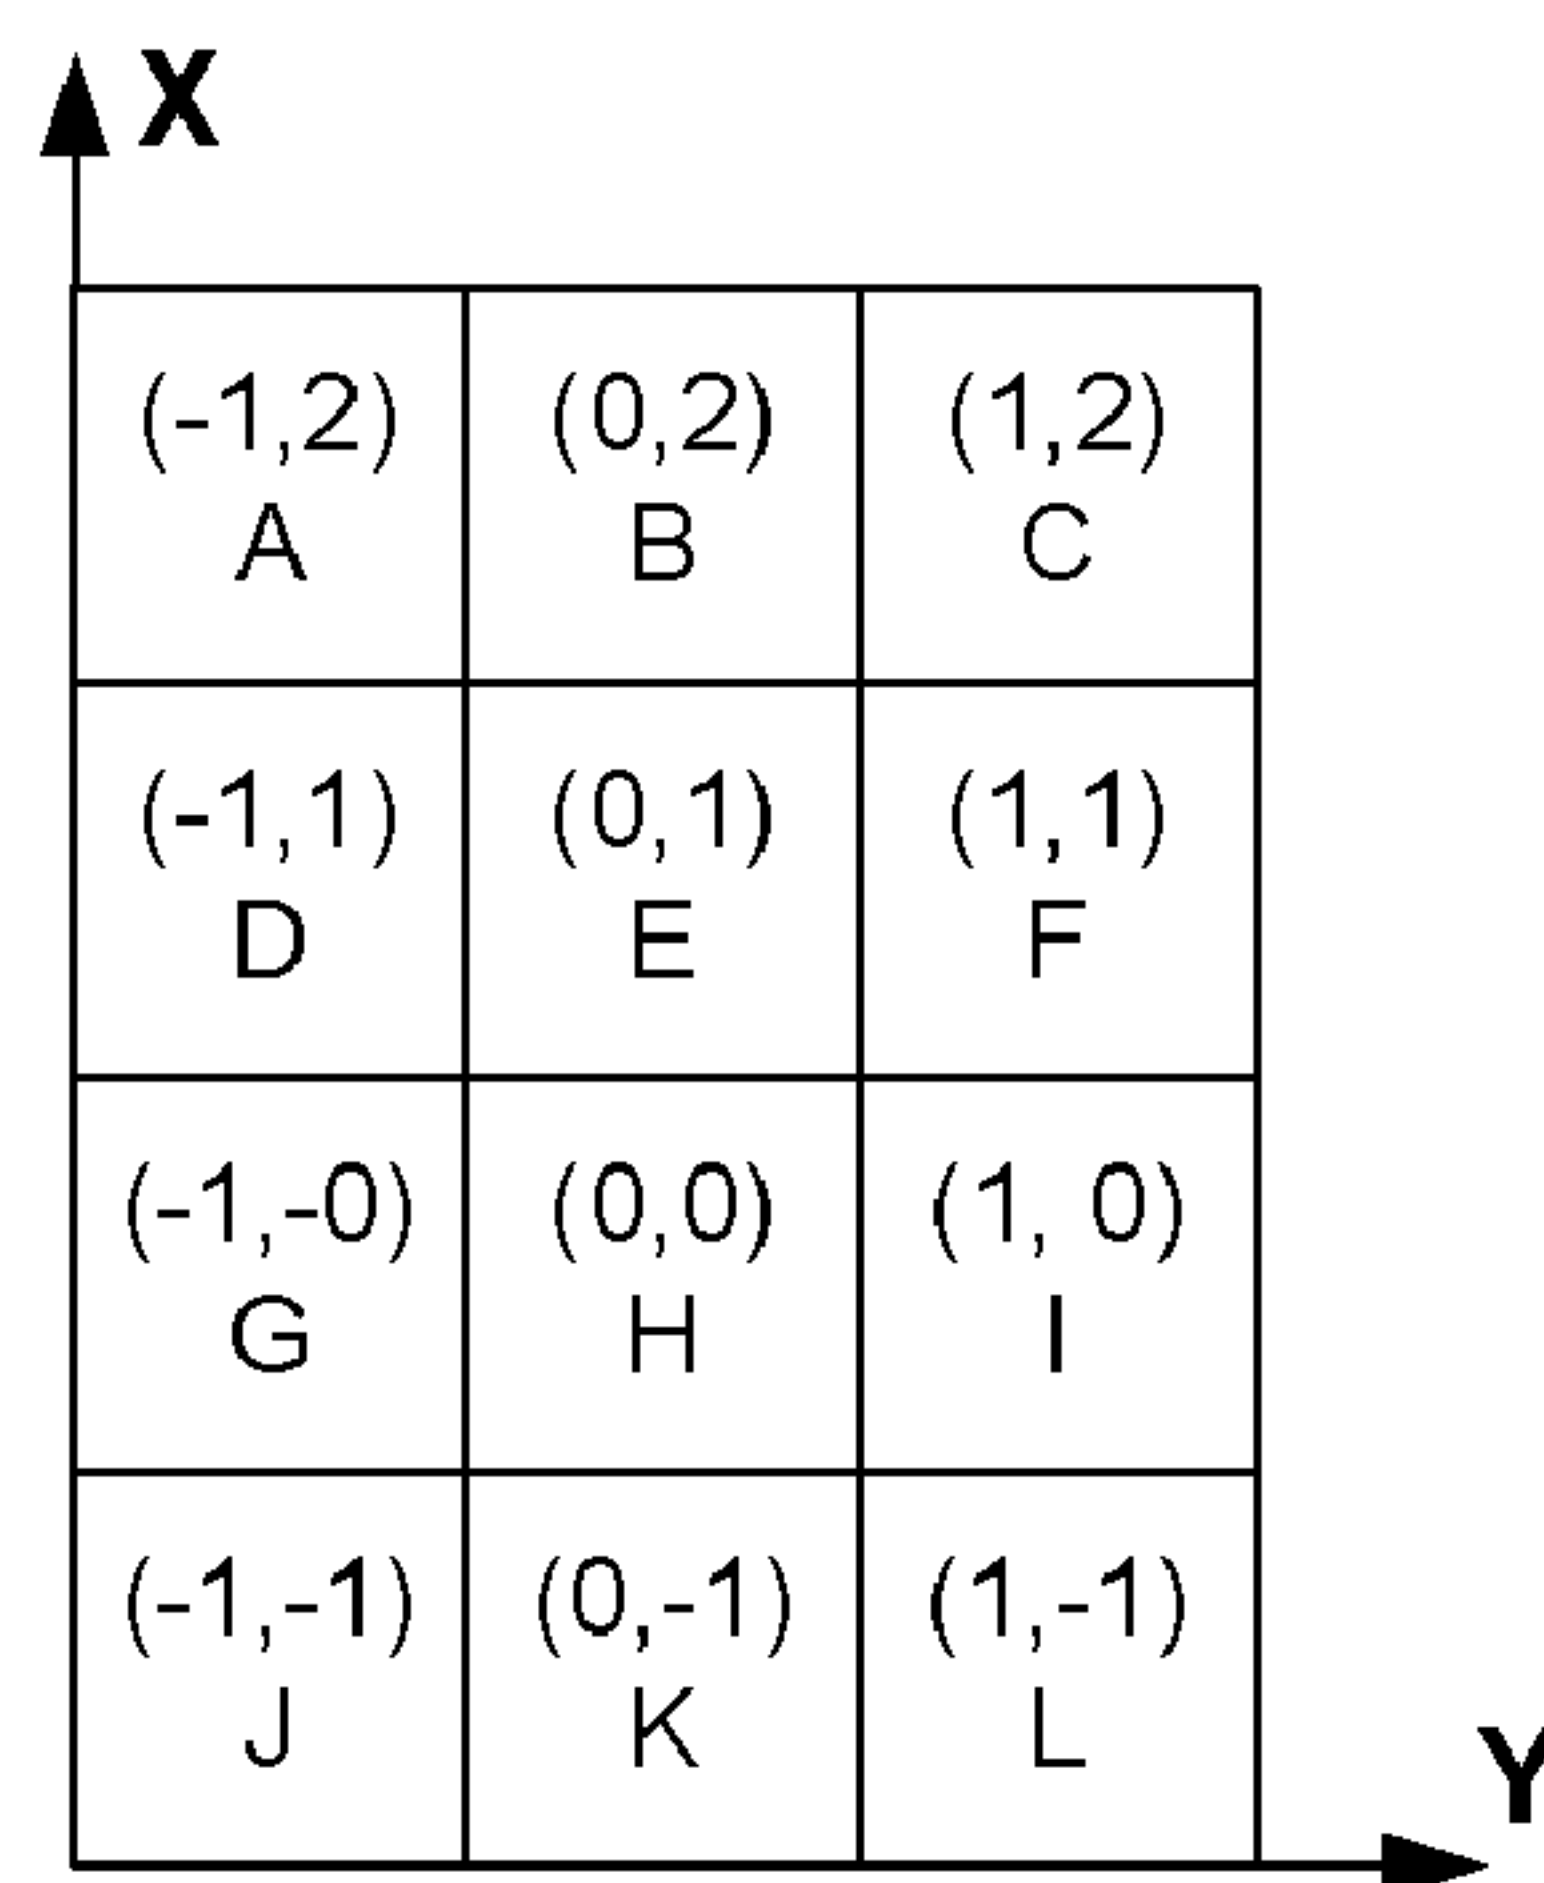 X
(-1,2) (0,2) (1,2)
A B C
(-1,1) (0,1) (1,1)
D E F
(-1,-0) (0,0) (1, 0)
G H I
(-1,-1) (0,-1) (1,-1)
J K L
Y